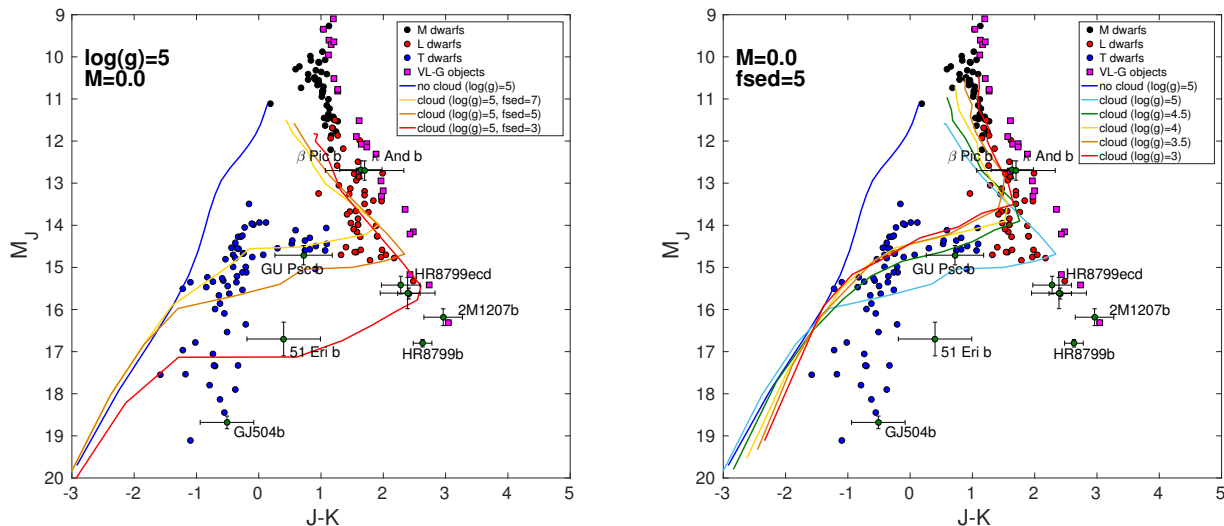 9
10
11
12
13
14
15
16
17
18
19
20
M_J
-3 -2 -1 0 1 2 3 4 5
J-K
log(g)=5
M=0.0
M dwarfs
L dwarfs
T dwarfs
VL-G objects
no cloud (log(g)=5)
cloud (log(g)=5, fsed=7)
cloud (log(g)=5, fsed=5)
cloud (log(g)=5, fsed=3)
β Pic b
And b
GU Psc b
HR8799ecd
2M1207b
51 Eri b
HR8799b
GJ504b
9
10
11
12
13
14
15
16
17
18
19
20
M_J
-3 -2 -1 0 1 2 3 4 5
J-K
M=0.0
fsed=5
M dwarfs
L dwarfs
T dwarfs
VL-G objects
no cloud (log(g)=5)
cloud (log(g)=5)
cloud (log(g)=4.5)
cloud (log(g)=4)
cloud (log(g)=3.5)
cloud (log(g)=3)
β Pic b
And b
GU Psc b
HR8799ecd
2M1207b
51 Eri b
HR8799b
GJ504b